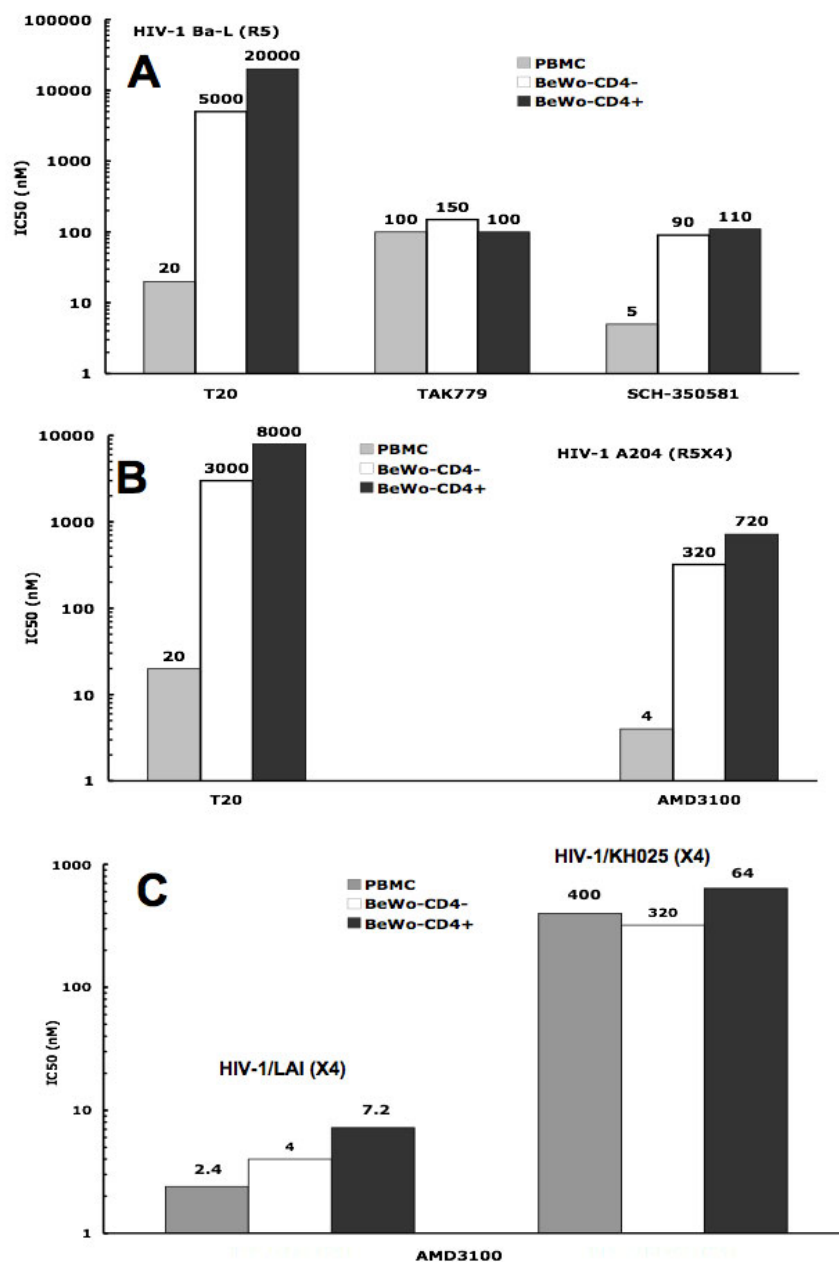 100000
HIV-1 Ba-L (R5)
A
PBMC
BeWo-CD4-
BeWo-CD4+
20000
10000
5000
1000
IC50 (nM)
100
100
150
100
90
110
20
10
5
1
T20
TAK779
SCH-350581
10000
B
8000
3000
PBMC
BeWo-CD4-
BeWo-CD4+
HIV-1 A204 (R5X4)
1000
720
320
IC50 (nM)
100
20
10
4
1
T20
AMD3100
1000
C
PBMC
BeWo-CD4-
BeWo-CD4+
HIV-1/KH025 (X4)
400
320
64
100
IC50 (nM)
HIV-1/LAI (X4)
10
2.4
4
7.2
1
AMD3100